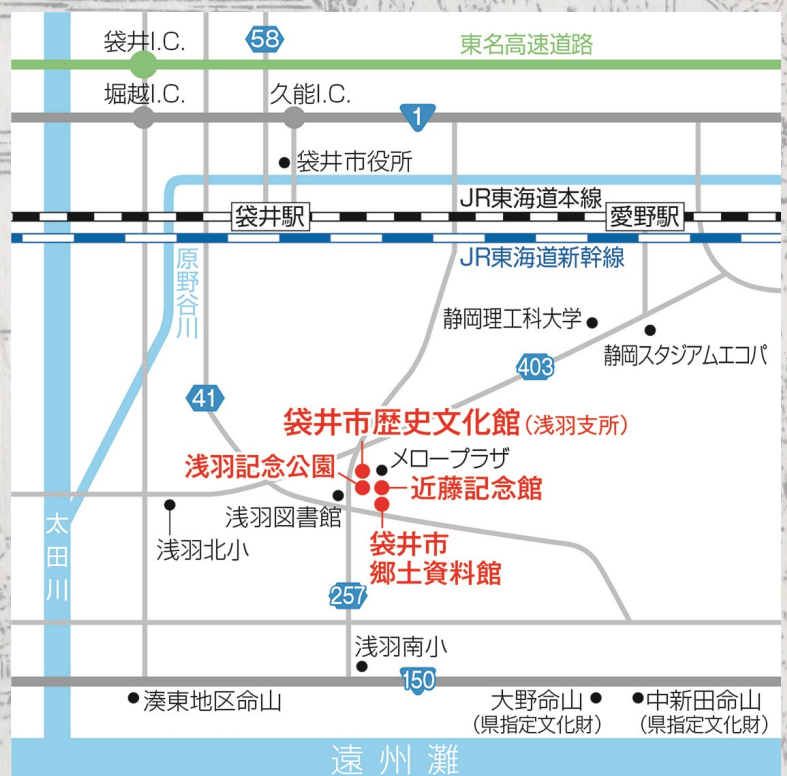 袋井I.C.
58
東名高速道路
堀越I.C.
久能I.C.
1
袋井市役所
JR東海道本線
袋井駅
愛野駅
JR東海道新幹線
原野谷川
静岡理工科大学
静岡スタジアムエコパ
403
41
袋井市歴史文化館(浅羽支所)
メロープラザ
浅羽記念公園
近藤記念館
浅羽図書館
太田川
浅羽北小
袋井市
郷土資料館
257
浅羽南小
150
湊東地区命山
大野命山
(県指定文化財)
中新田命山
(県指定文化財)
遠州灘